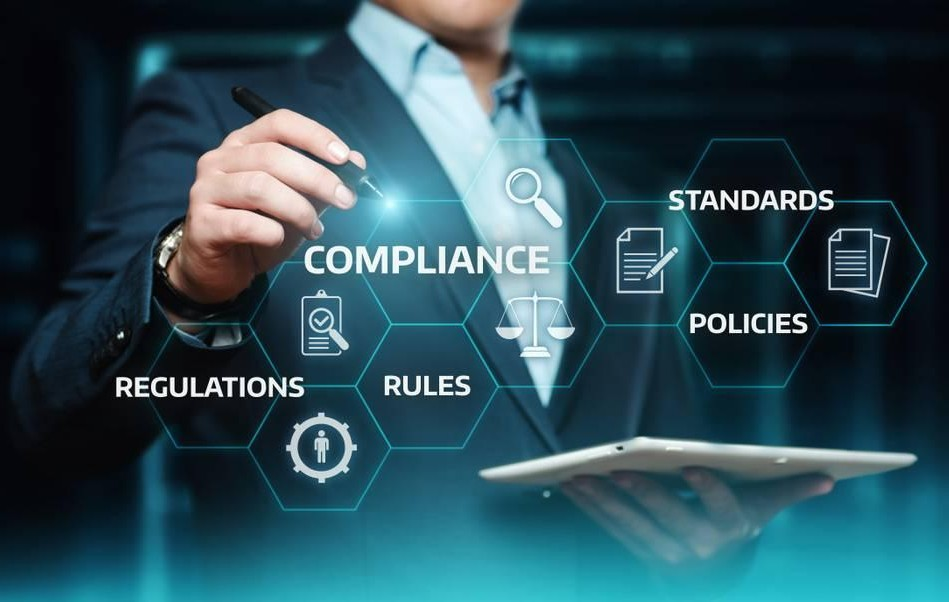 STANDARDS
COMPLIANCE
POLICIES
REGULATIONS
RULES